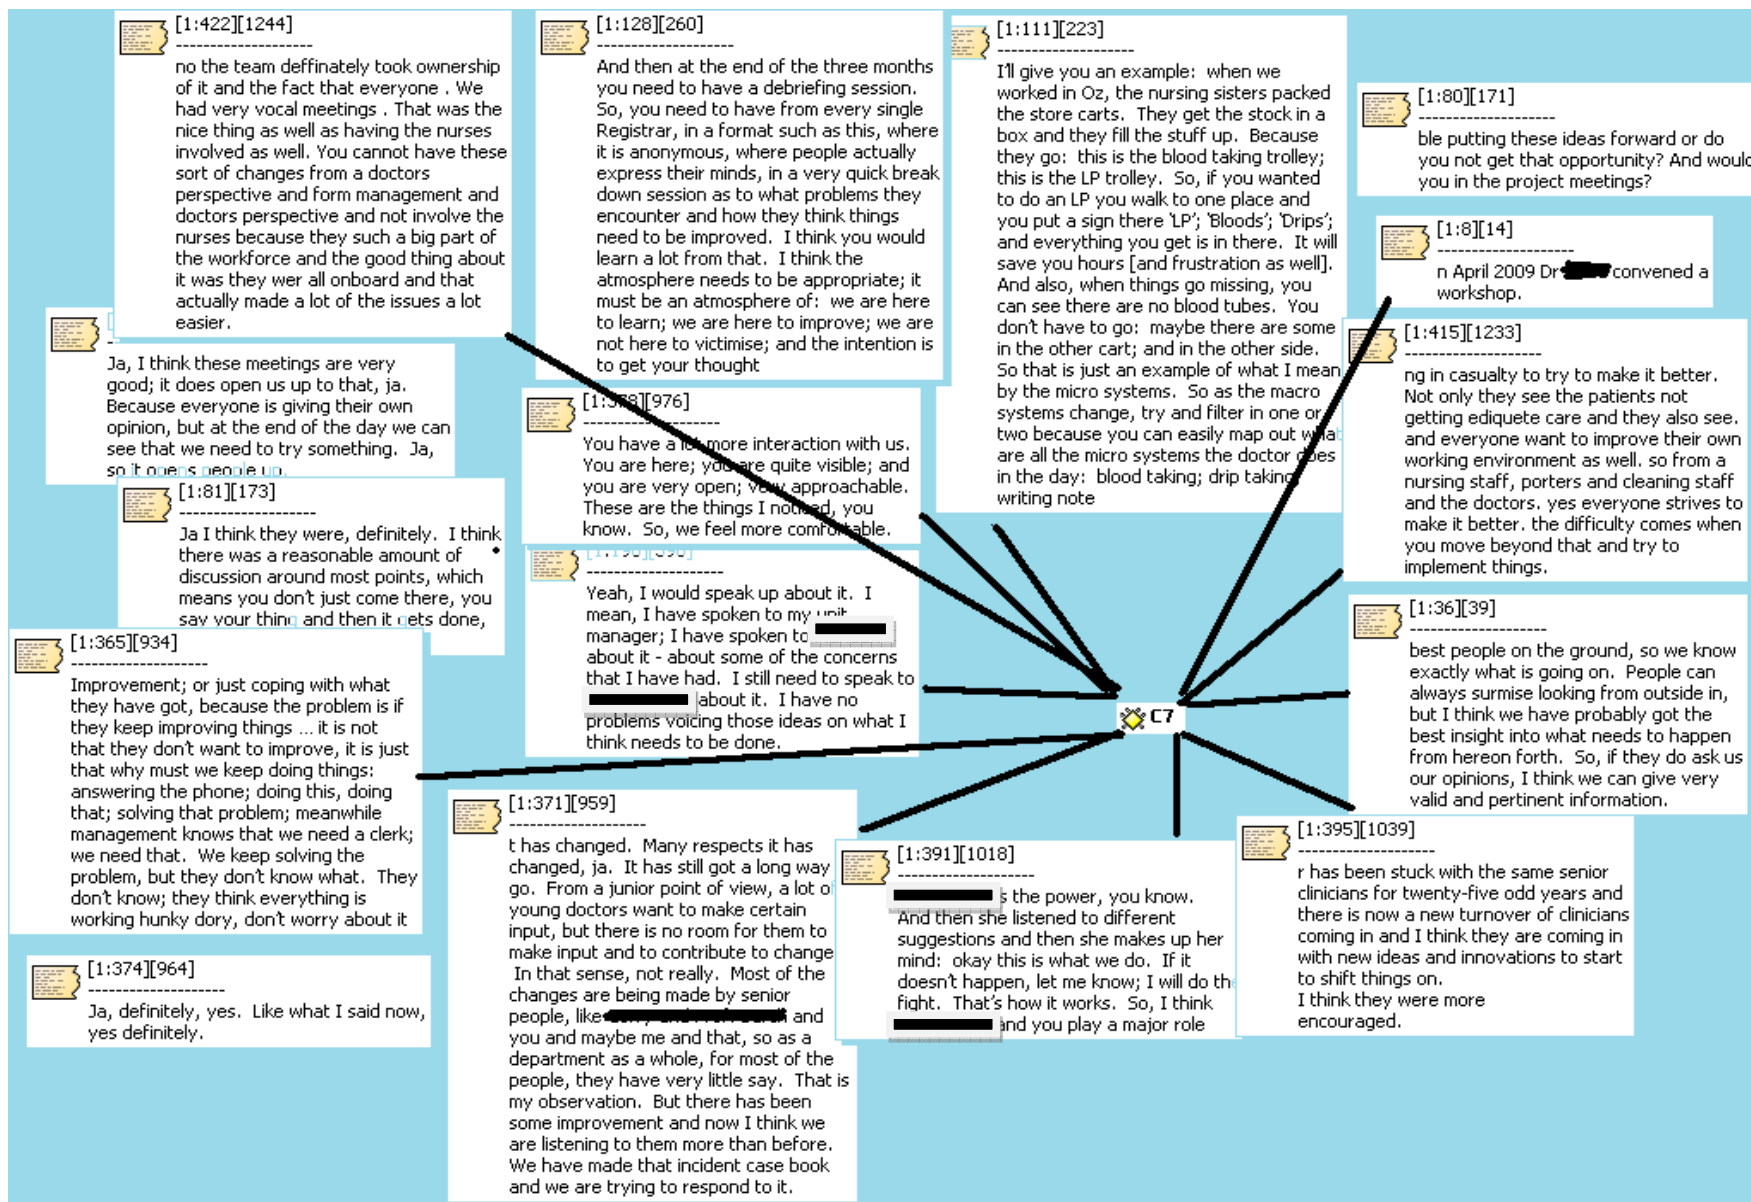 [1:422][1244]
--------------------
no the team deffinately took ownership
of it and the fact that everyone . We
had very vocal meetings . That was the
nice thing as well as having the nurses
involved as well. You cannot have these
sort of changes from a doctors
perspective and form management and
doctors perspective and not involve the
nurses because they such a big part of
the workforce and the good thing about
it was they wer all onboard and that
actually made a lot of the issues a lot
easier.
Ja, I think these meetings are very
good; it does open us up to that, ja.
Because everyone is giving their own
opinion, but at the end of the day we can
see that we need to try something.  Ja,
so it opens people up.
[1:81][173]
--------------------
Ja I think they were, definitely.  I think
there was a reasonable amount of
discussion around most points, which
means you don't just come there, you
say your thing and then it gets done,
[1:365][934]
--------------------
Improvement; or just coping with what
they have got, because the problem is if
they keep improving things ... it is not
that they don't want to improve, it is just
that why must we keep doing things:
answering the phone; doing this, doing
that; solving that problem; meanwhile
management knows that we need a clerk;
we need that.  We keep solving the
problem, but they don't know what.  They
don't know; they think everything is
working hunky dory, don't worry about it
[1:374][964]
--------------------
Ja, definitely, yes.  Like what I said now,
yes definitely.
[1:128][260]
--------------------
And then at the end of the three months
you need to have a debriefing session.
So, you need to have from every single
Registrar, in a format such as this, where
it is anonymous, where people actually
express their minds, in a very quick break
down session as to what problems they
encounter and how they think things
need to be improved.  I think you would
learn a lot from that.  I think the
atmosphere needs to be appropriate; it
must be an atmosphere of:  we are here
to learn; we are here to improve; we are
not here to victimise; and the intention is
to get your thought
[1:378][976]
--------------------
You have a lot more interaction with us.
You are here; you are quite visible; and
you are very open; very approachable.
These are the things I noticed, you
know.  So, we feel more comfortable.
--------------------
Yeah, I would speak up about it.  I
mean, I have spoken to my unit
manager; I have spoken to
about it - about some of the concerns
that I have had.  I still need to speak to
about it.  I have no
problems voicing those ideas on what I
think needs to be done.
[1:371][959]
--------------------
t has changed.  Many respects it has
changed, ja.  It has still got a long way
go.  From a junior point of view, a lot of
young doctors want to make certain
input, but there is no room for them to
make input and to contribute to change
In that sense, not really.  Most of the
changes are being made by senior
people, like and
you and maybe me and that, so as a
department as a whole, for most of the
people, they have very little say.  That is
my observation.  But there has been
some improvement and now I think we
are listening to them more than before.
We have made that incident case book
and we are trying to respond to it.
[1:111][223]
--------------------
I'll give you an example:  when we
worked in Oz, the nursing sisters packed
the store carts.  They get the stock in a
box and they fill the stuff up.  Because
they go:  this is the blood taking trolley;
this is the LP trolley.  So, if you wanted
to do an LP you walk to one place and
you put a sign there 'LP'; 'Bloods'; 'Drips';
and everything you get is in there.  It will
save you hours [and frustration as well].
And also, when things go missing, you
can see there are no blood tubes.  You
don't have to go:  maybe there are some
in the other cart; and in the other side.
So that is just an example of what I mean
by the micro systems.  So as the macro
systems change, try and filter in one or
two because you can easily map out what
are all the micro systems the doctor does
in the day:  blood taking; drip taking
writing note
[1:80][171]
--------------------
ble putting these ideas forward or do
you not get that opportunity? And would
you in the project meetings?
[1:8][14]
--------------------
n April 2009 Dr convened a
workshop.
[1:415][1233]
--------------------
ng in casualty to try to make it better.
Not only they see the patients not
getting ediquete care and they also see.
and everyone want to improve their own
working environment as well. so from a
nursing staff, porters and cleaning staff
and the doctors. yes everyone strives to
make it better. the difficulty comes when
you move beyond that and try to
implement things.
[1:36][39]
--------------------
best people on the ground, so we know
exactly what is going on.  People can
always surmise looking from outside in,
but I think we have probably got the
best insight into what needs to happen
from hereon forth.  So, if they do ask us
our opinions, I think we can give very
valid and pertinent information.
C7
[1:391][1018]
--------------------
s the power, you know.
And then she listened to different
suggestions and then she makes up her
mind:  okay this is what we do.  If it
doesn't happen, let me know; I will do the
fight.  That's how it works.  So, I think
and you play a major role
[1:395][1039]
--------------------
r has been stuck with the same senior
clinicians for twenty-five odd years and
there is now a new turnover of clinicians
coming in and I think they are coming in
with new ideas and innovations to start
to shift things on.
I think they were more
encouraged.